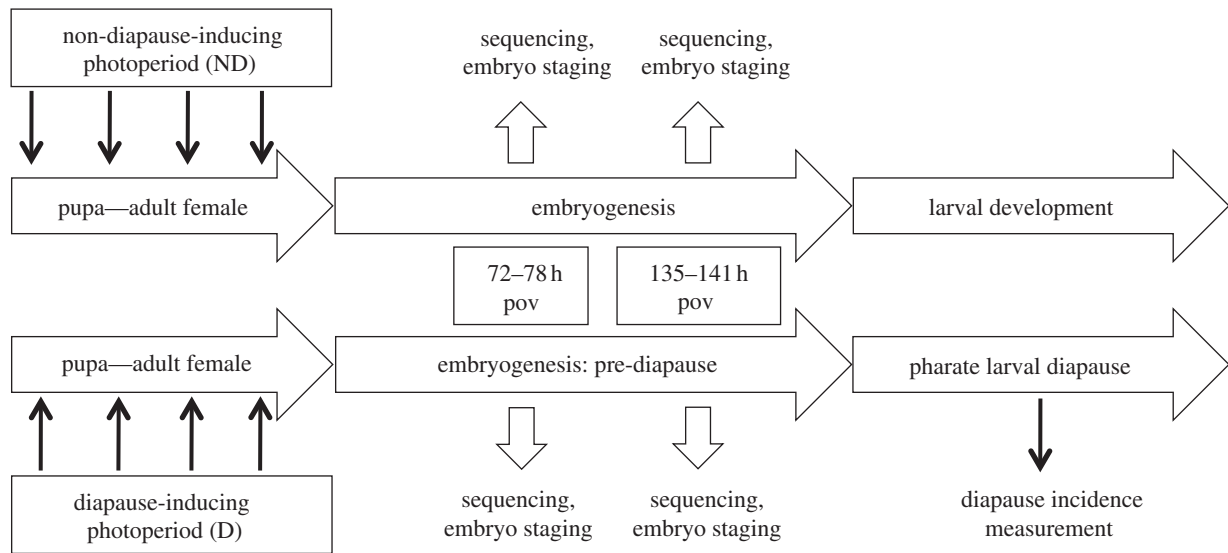 non-diapause-inducing
photoperiod (ND)
sequencing,
embryo staging
sequencing,
embryo staging
pupa—adult female
embryogenesis
larval development
72–78 h
pov
135–141 h
pov
pupa—adult female
embryogenesis: pre-diapause
pharate larval diapause
diapause-inducing
photoperiod (D)
sequencing,
embryo staging
sequencing,
embryo staging
diapause incidence
measurement